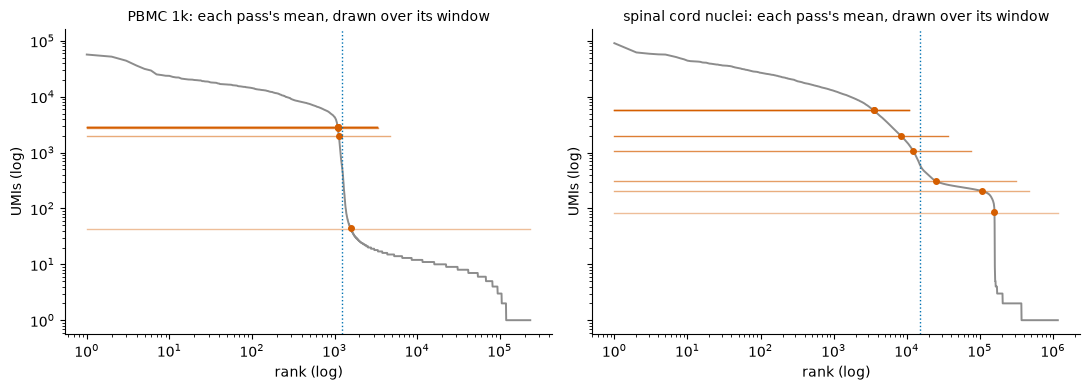 PBMC 1k: each pass's mean, drawn over its window
10⁵
10⁴
10³
10²
10¹
10⁰
UMIs (log)
10⁰ 10¹ 10² 10³ 10⁴ 10⁵
rank (log)
spinal cord nuclei: each pass's mean, drawn over its window
UMIs (log)
10⁰ 10¹ 10² 10³ 10⁴ 10⁵ 10⁶
rank (log)